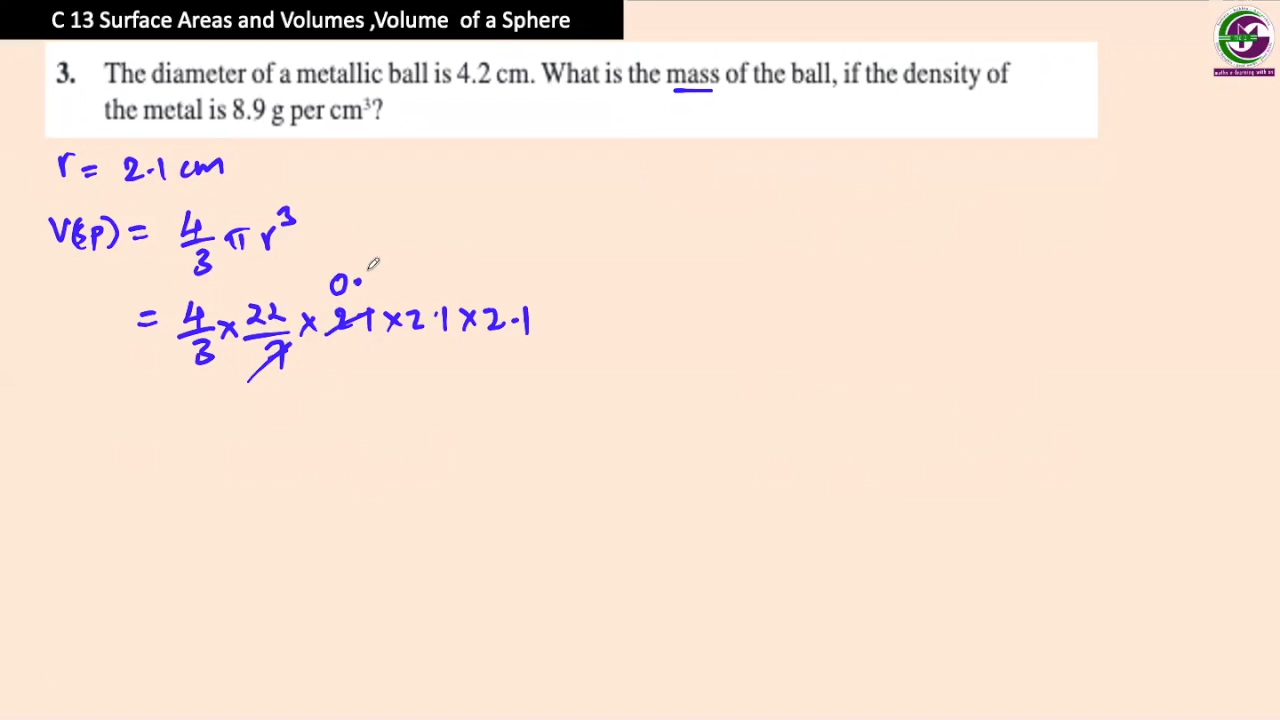 C 13 Surface Areas and Volumes ,Volume of a Sphere
3. The diameter of a metallic ball is 4.2 cm. What is the mass of the ball, if the density of
the metal is 8.9 g per cm³?
r = 2.1 cm
V(sp) = 4/3 π r³
0.
= 4/3 × 22/7 × 2.1 × 2.1 × 2.1